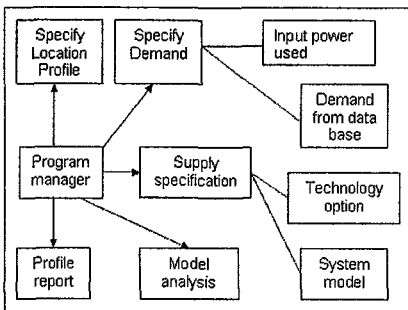 Specify
Location
Profile
Specify
Demand
Input power
used
Demand
from data
base
Program
manager
Supply
specification
Technology
option
Profile
report
Model
analysis
System
model